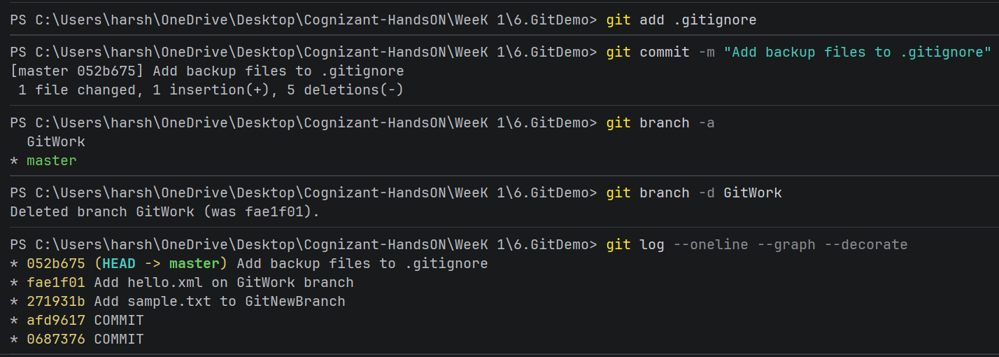 PS C:\Users\harsh\OneDrive\Desktop\Cognizant-HandsON\WeeK 1\6.GitDemo> git add .gitignore
PS C:\Users\harsh\OneDrive\Desktop\Cognizant-HandsON\WeeK 1\6.GitDemo> git commit -m "Add backup files to .gitignore"
[master 052b675] Add backup files to .gitignore
 1 file changed, 1 insertion(+), 5 deletions(-)
PS C:\Users\harsh\OneDrive\Desktop\Cognizant-HandsON\WeeK 1\6.GitDemo> git branch -a
  GitWork
* master
PS C:\Users\harsh\OneDrive\Desktop\Cognizant-HandsON\WeeK 1\6.GitDemo> git branch -d GitWork
Deleted branch GitWork (was fae1f01).
PS C:\Users\harsh\OneDrive\Desktop\Cognizant-HandsON\WeeK 1\6.GitDemo> git log --oneline --graph --decorate
* 052b675 (HEAD -> master) Add backup files to .gitignore
* fae1f01 Add hello.xml on GitWork branch
* 271931b Add sample.txt to GitNewBranch
* afd9617 COMMIT
* 0687376 COMMIT